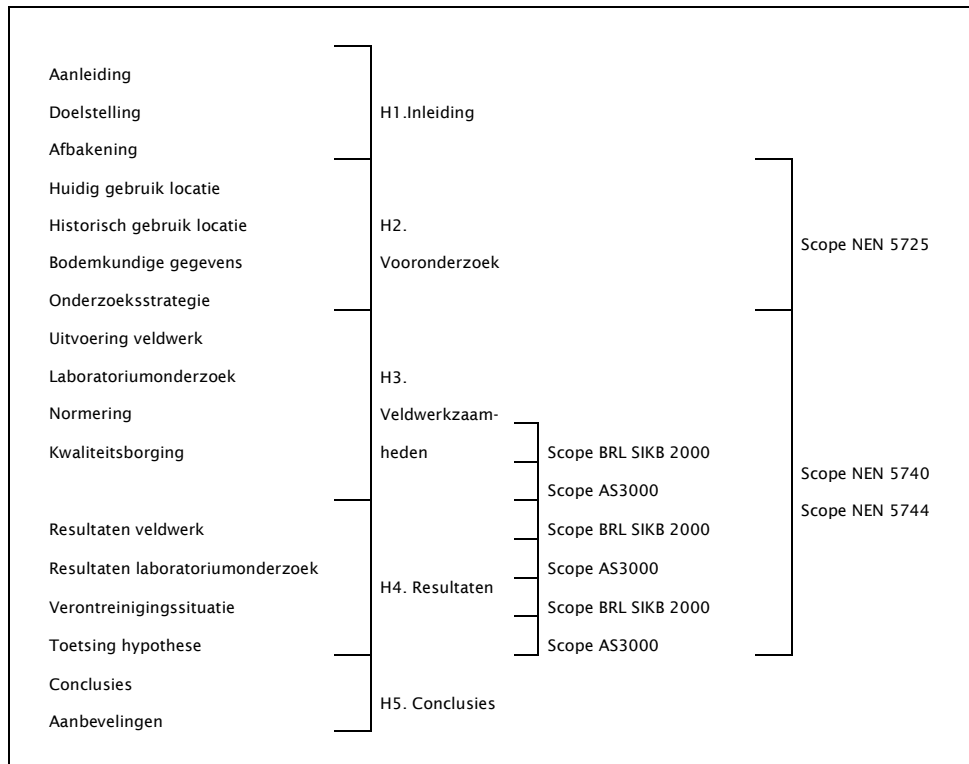 Aanleiding
Doelstelling
H1.Inleiding
Afbakening
Huidig gebruik locatie
Historisch gebruik locatie
H2.
Scope NEN 5725
Bodemkundige gegevens
Vooronderzoek
Onderzoeksstrategie
Uitvoering veldwerk
Laboratoriumonderzoek
H3.
Normering
Veldwerkzaam-
Kwaliteitsborging
heden
Scope BRL SIKB 2000
Scope NEN 5740
Scope AS3000
Scope NEN 5744
Resultaten veldwerk
Scope BRL SIKB 2000
Resultaten laboratoriumonderzoek
Scope AS3000
H4. Resultaten
Verontreinigingssituatie
Scope BRL SIKB 2000
Toetsing hypothese
Scope AS3000
Conclusies
H5. Conclusies
Aanbevelingen